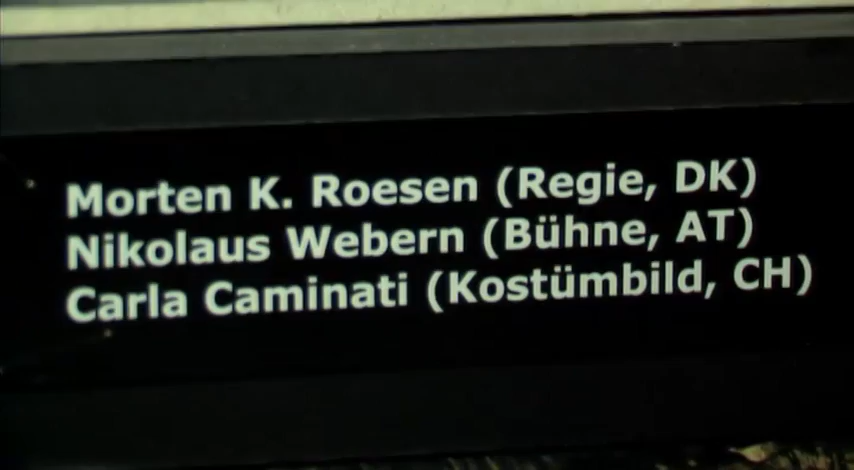 Morten K. Roesen (Regie, DK)
Nikolaus Webern (Bühne, AT)
Carla Caminati (Kostümbild, CH)